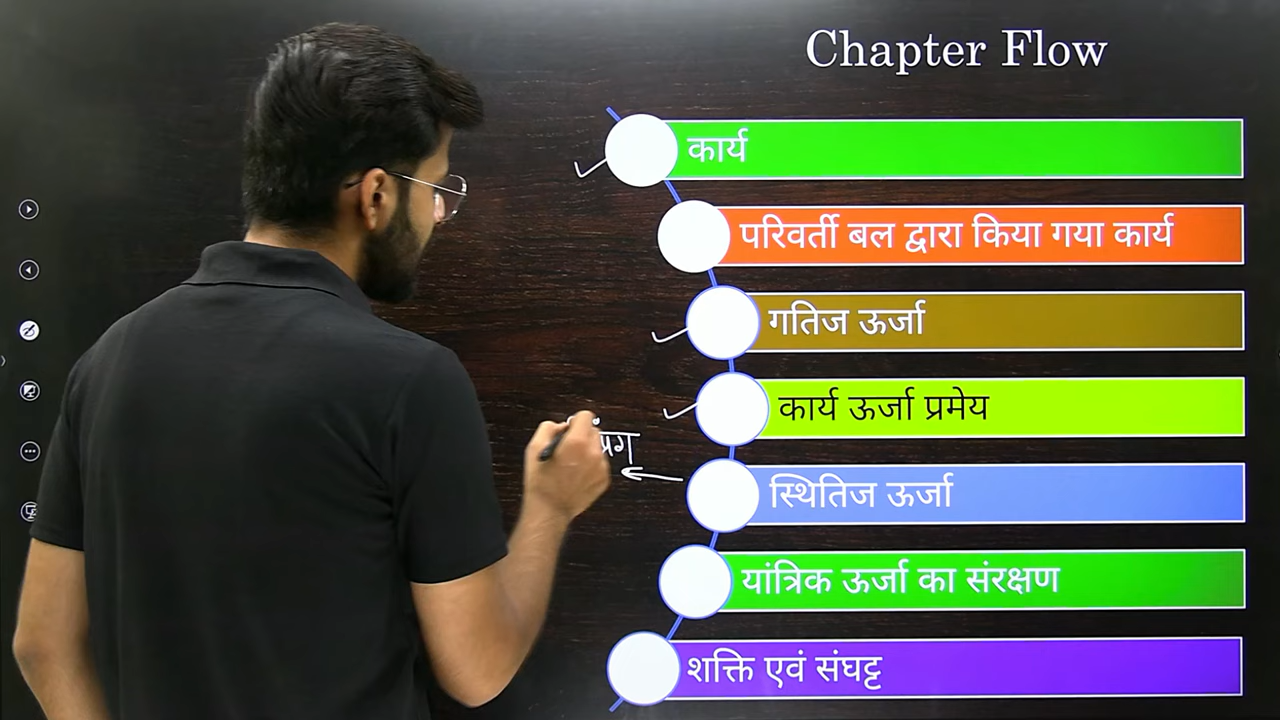 Chapter Flow
कार्य
परिवर्ती बल द्वारा किया गया कार्य
गतिज ऊर्जा
कार्य ऊर्जा प्रमेय
स्थितिज ऊर्जा
यांत्रिक ऊर्जा का संरक्षण
शक्ति एवं संघट्ट